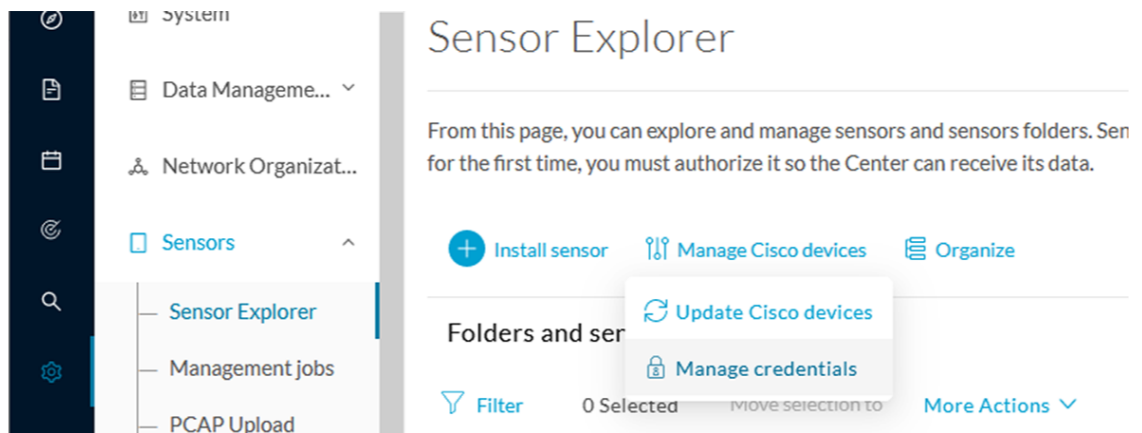 System
Data Manageme...
Network Organizat...
Sensors
Sensor Explorer
Management jobs
PCAP Upload
Sensor Explorer
From this page, you can explore and manage sensors and sensors folders. Sen
for the first time, you must authorize it so the Center can receive its data.
Install sensor
Manage Cisco devices
Organize
Update Cisco devices
Manage credentials
Folders and ser
Filter
0 Selected
Move selection to
More Actions